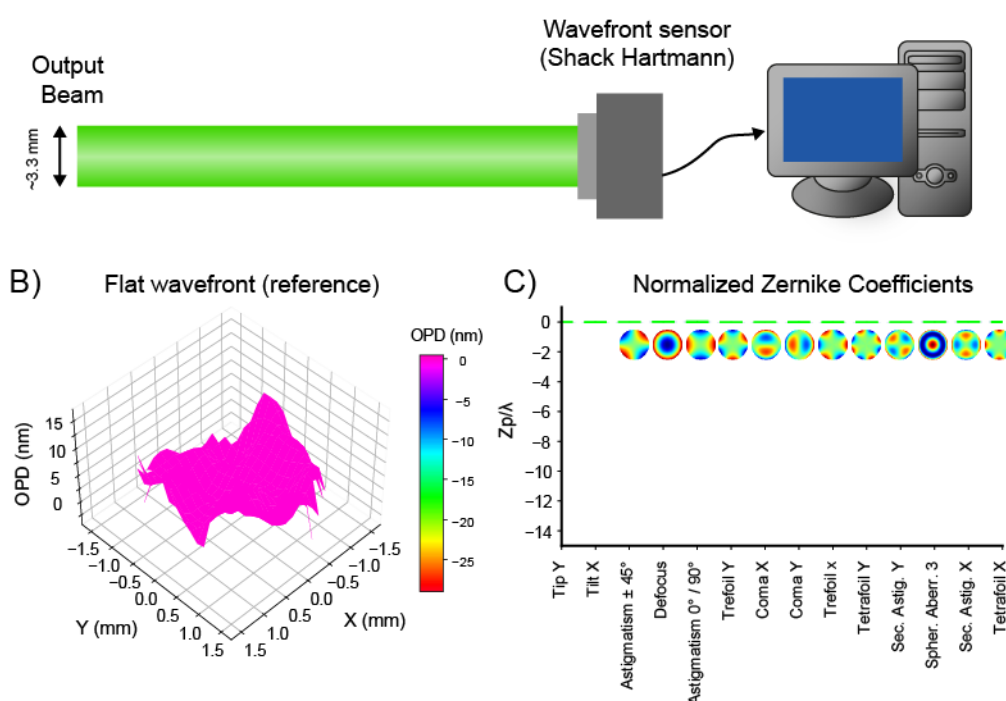 Output
Beam
~3.3 mm
Wavefront sensor
(Shack Hartmann)
B)
Flat wavefront (reference)
OPD (nm)
0
−5
−10
−15
−20
−25
OPD (nm)
15
10
5
0
−1.5
−1.0
−0.5
0.0
0.5
1.0
1.5
Y (mm)
−1.5
−1.0
−0.5
0.0
0.5
1.0
1.5
X (mm)
C)
Normalized Zernike Coefficients
Zp/λ
0
−2
−4
−6
−8
−10
−12
−14
Tip Y
Tilt X
Astigmatism ± 45°
Defocus
Astigmatism 0° / 90°
Trefoil Y
Coma X
Coma Y
Trefoil x
Tetrafoil Y
Sec. Astig. Y
Spher. Aberr. 3
Sec. Astig. X
Tetrafoil X